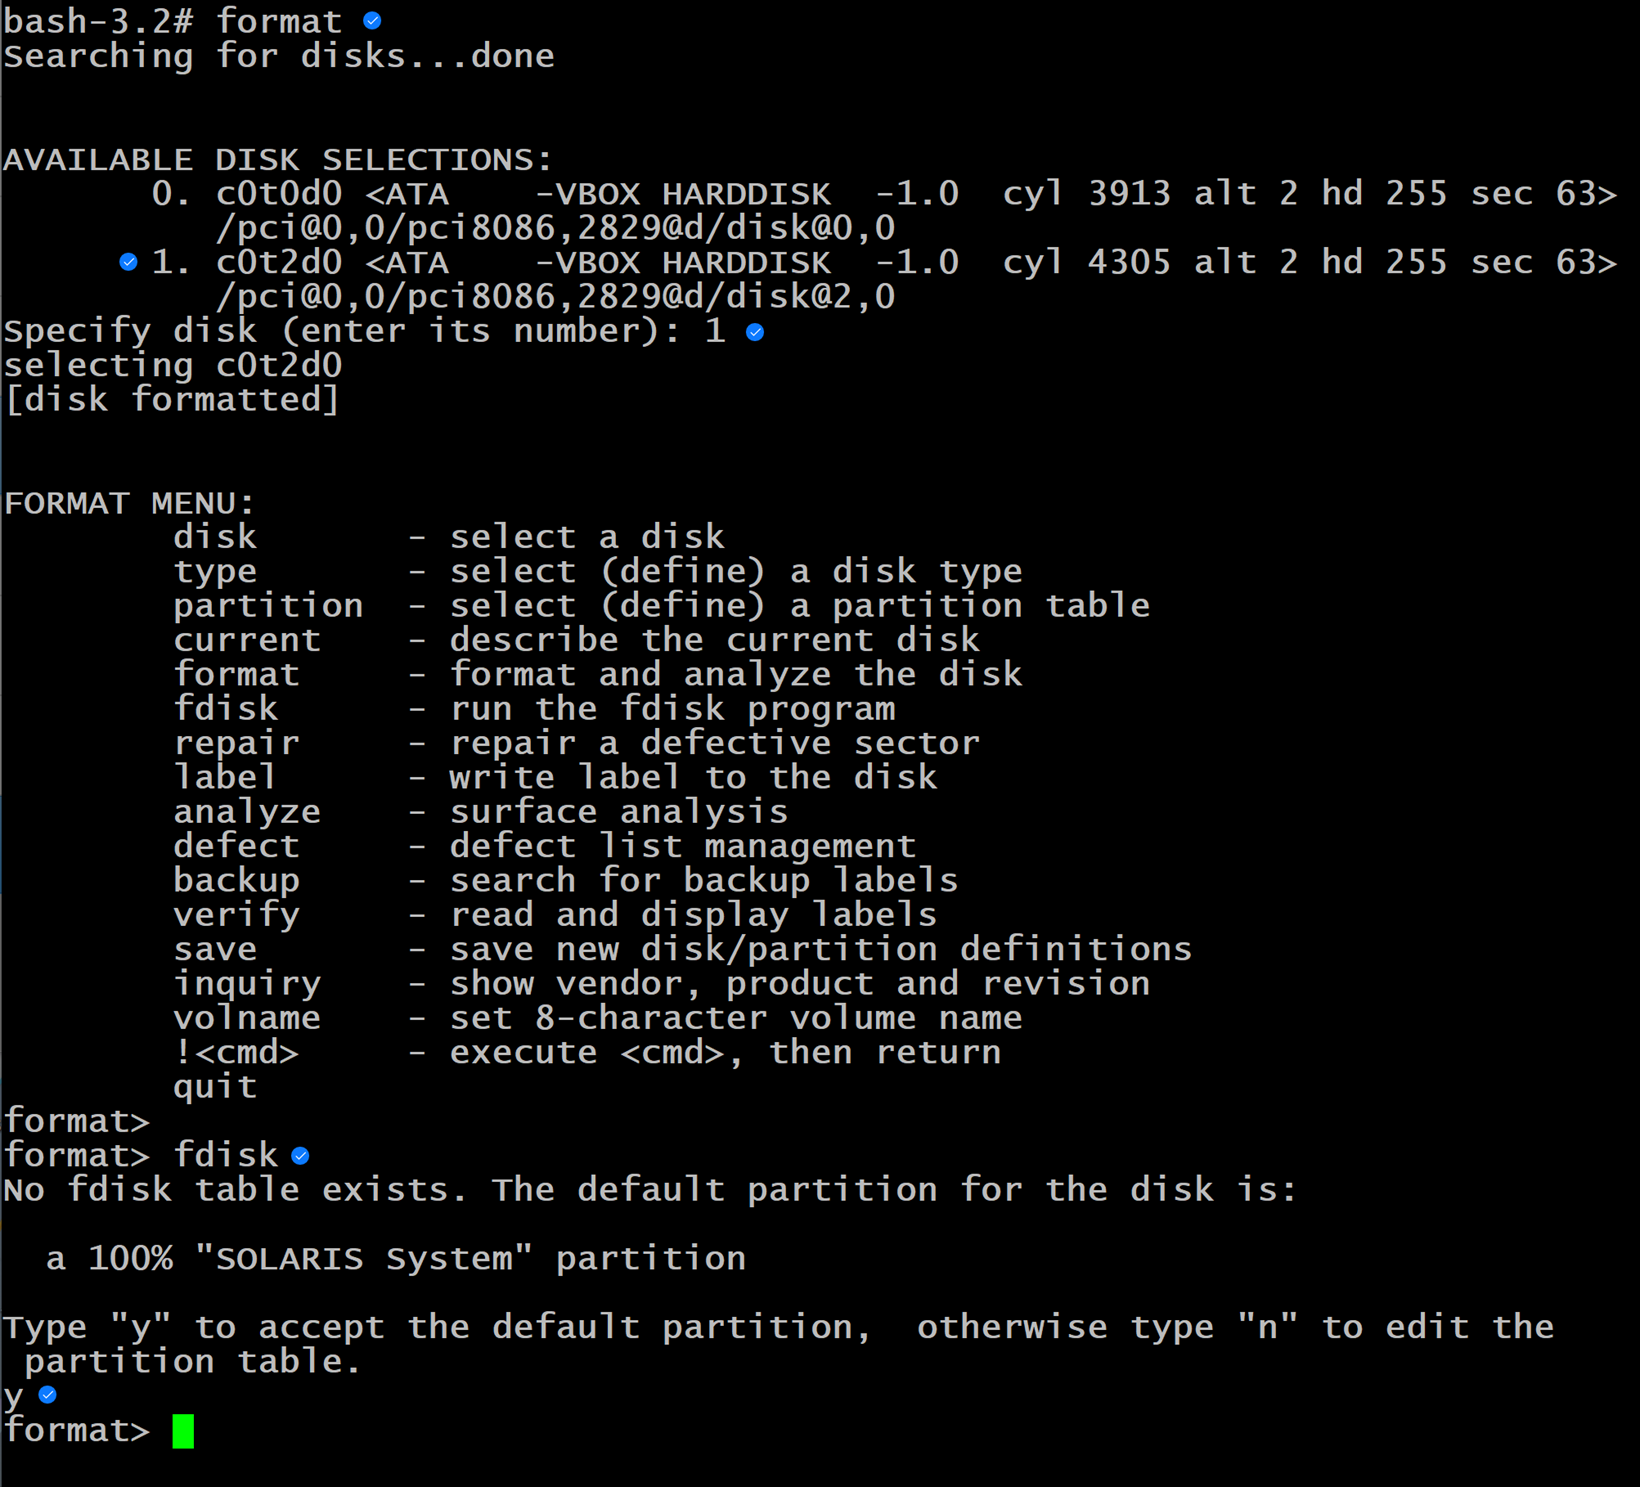 bash-3.2# format
Searching for disks...done
AVAILABLE DISK SELECTIONS:
       0. c0t0d0 <ATA    -VBOX HARDDISK  -1.0  cyl 3913 alt 2 hd 255 sec 63>
          /pci@0,0/pci8086,2829@d/disk@0,0
       1. c0t2d0 <ATA    -VBOX HARDDISK  -1.0  cyl 4305 alt 2 hd 255 sec 63>
          /pci@0,0/pci8086,2829@d/disk@2,0
Specify disk (enter its number): 1
selecting c0t2d0
[disk formatted]
FORMAT MENU:
        disk       - select a disk
        type       - select (define) a disk type
        partition  - select (define) a partition table
        current    - describe the current disk
        format     - format and analyze the disk
        fdisk      - run the fdisk program
        repair     - repair a defective sector
        label      - write label to the disk
        analyze    - surface analysis
        defect     - defect list management
        backup     - search for backup labels
        verify     - read and display labels
        save       - save new disk/partition definitions
        inquiry    - show vendor, product and revision
        volname    - set 8-character volume name
        !<cmd>     - execute <cmd>, then return
        quit
format>
format> fdisk
No fdisk table exists. The default partition for the disk is:
  a 100% "SOLARIS System" partition
Type "y" to accept the default partition,  otherwise type "n" to edit the
 partition table.
y
format>